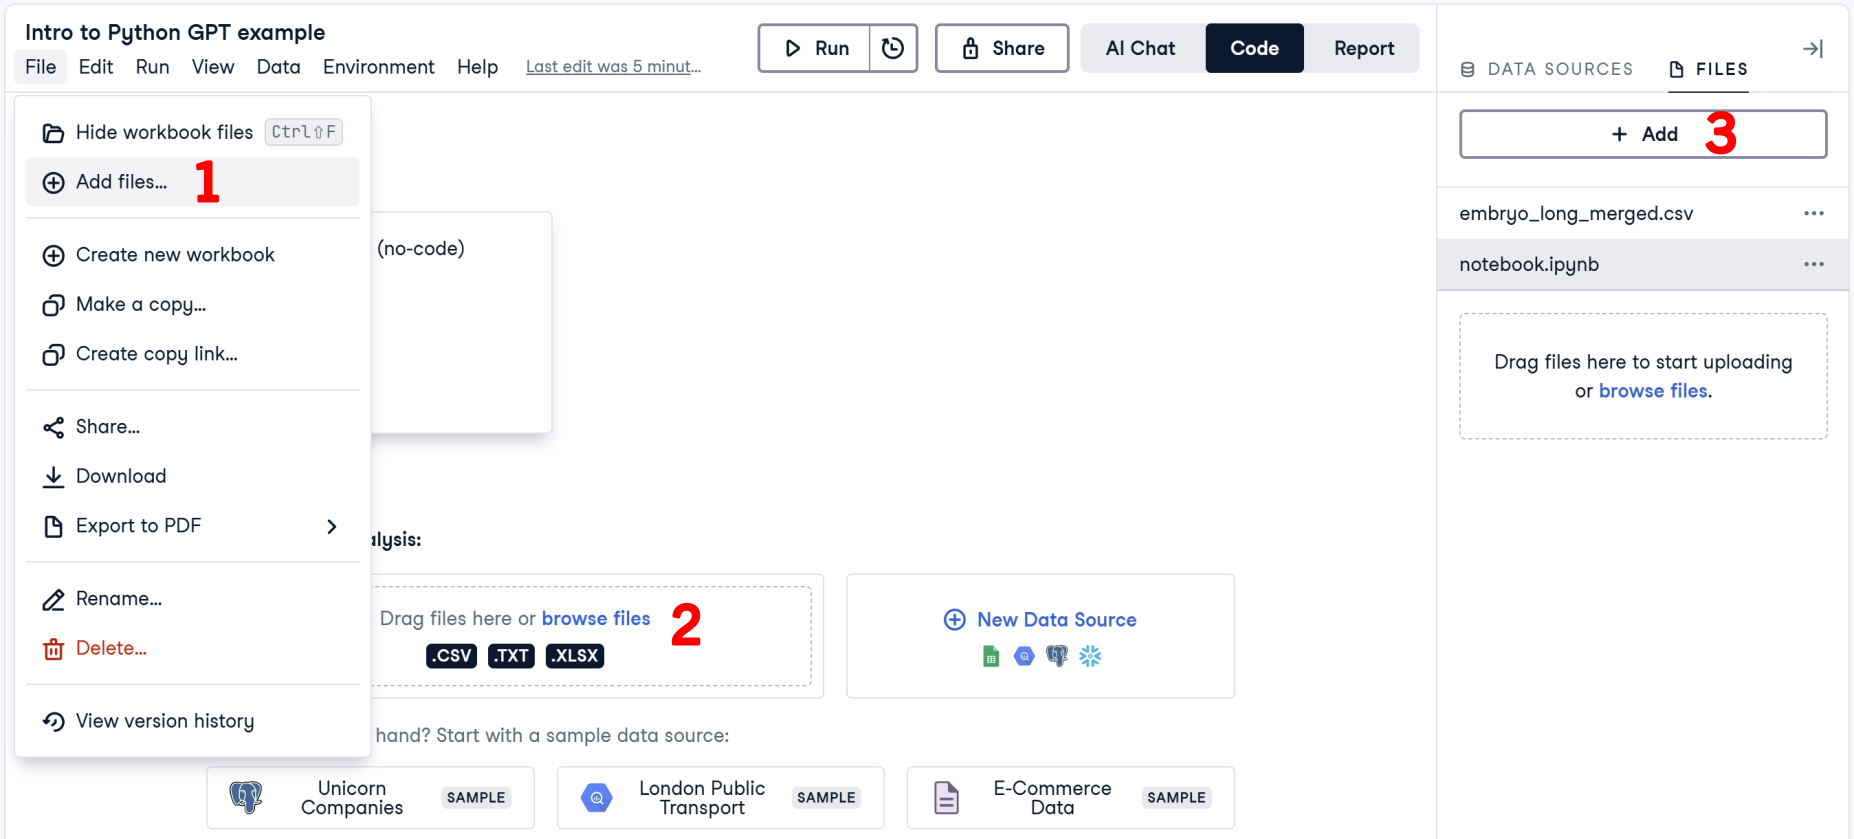 Intro to Python GPT example
File Edit Run View Data Environment Help Last edit was 5 minut...
Run
Share
AI Chat Code Report
DATA SOURCES FILES
Hide workbook files Ctrl⇧F
Add files... 1
Create new workbook
Make a copy...
Create copy link...
Share...
Download
Export to PDF
Rename...
Delete...
View version history
(no-code)
alysis:
Drag files here or browse files 2
.CSV .TXT .XLSX
New Data Source
hand? Start with a sample data source:
Unicorn
Companies
SAMPLE
London Public
Transport
SAMPLE
E-Commerce
Data
SAMPLE
+ Add 3
embryo_long_merged.csv
notebook.ipynb
Drag files here to start uploading
or browse files.